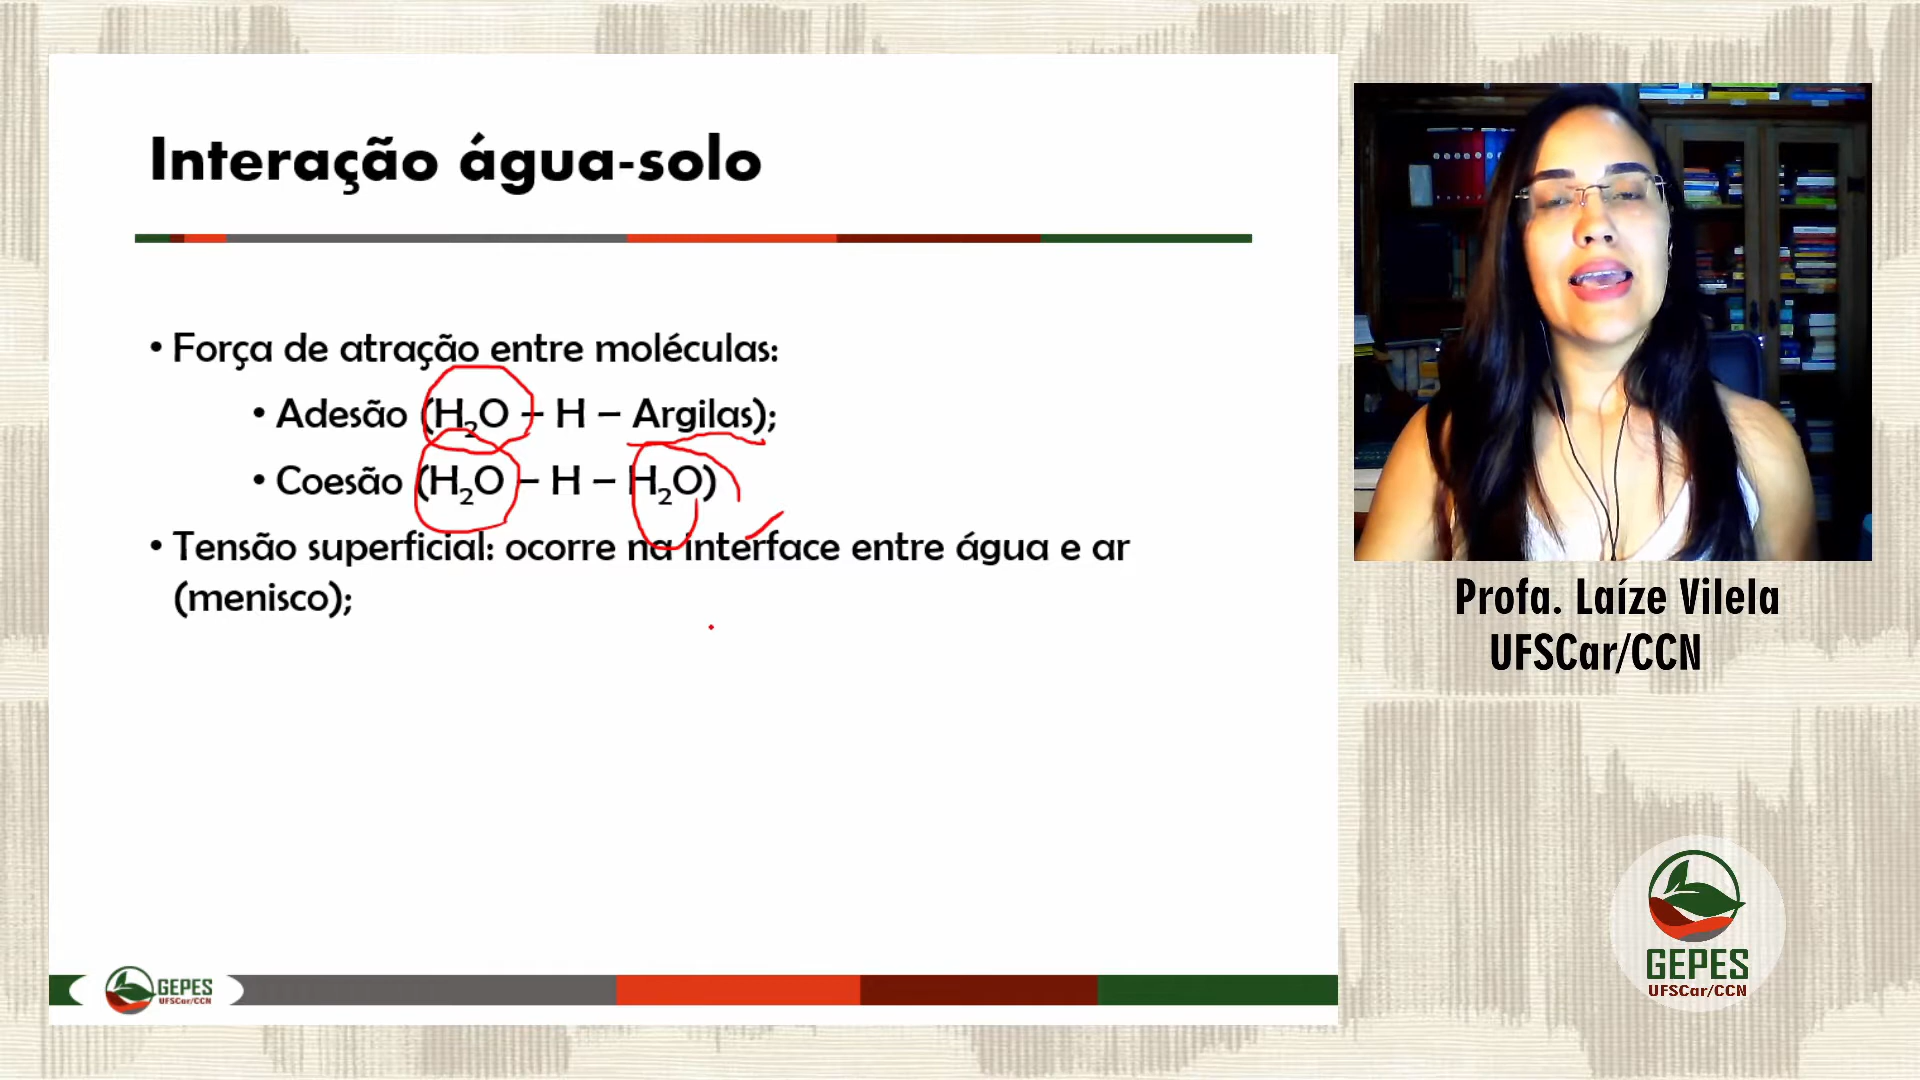 Interação água-solo
• Força de atração entre moléculas:
• Adesão (H₂O – H – Argilas);
• Coesão (H₂O – H – H₂O)
• Tensão superficial: ocorre na interface entre água e ar
(menisco);
GEPES
UFSCar/CCN
Profa. Laíze Vilela
UFSCar/CCN
GEPES
UFSCar/CCN